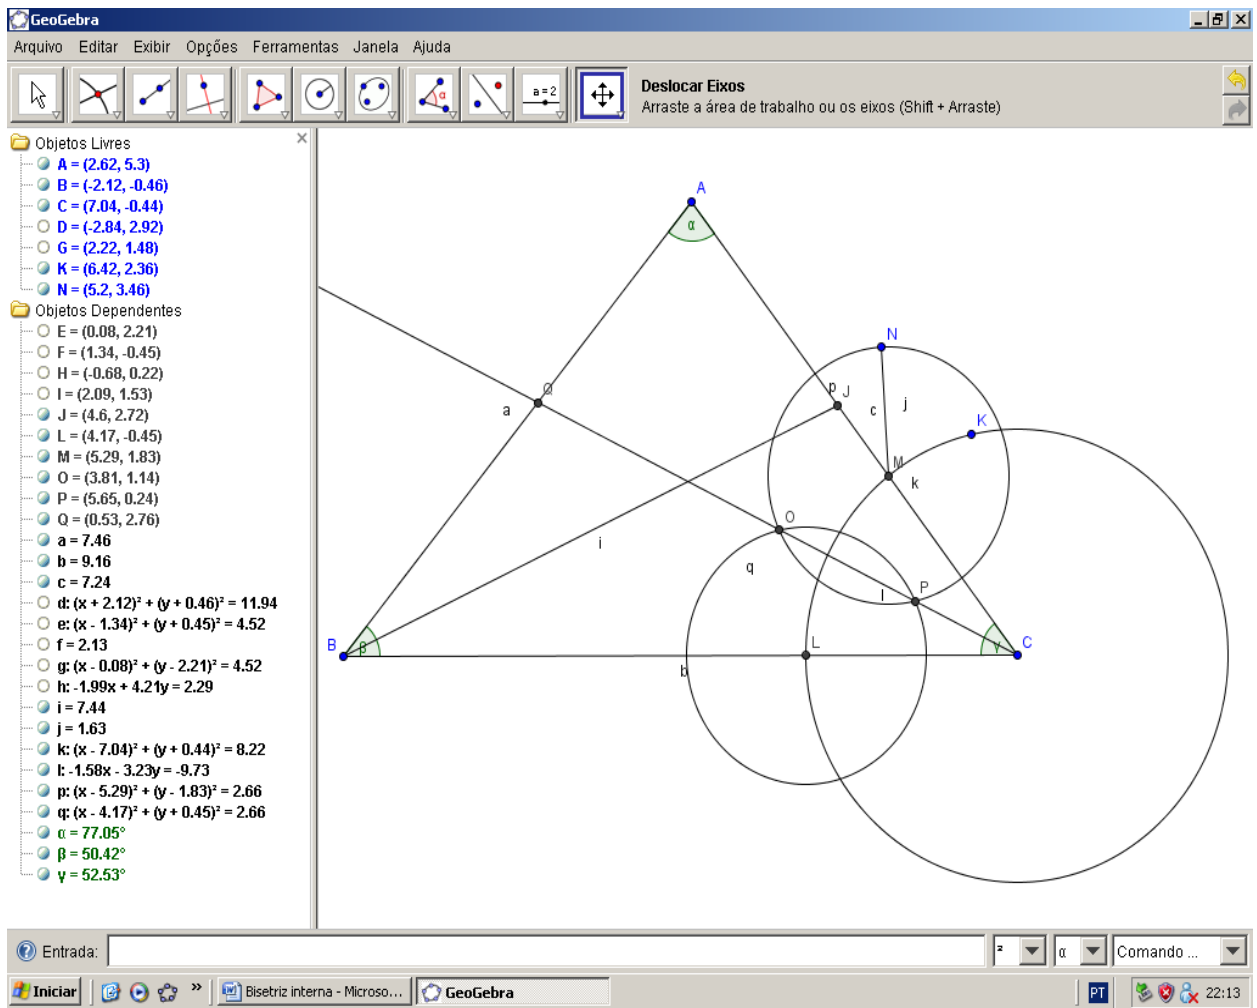 GeoGebra
Arquivo Editar Exibir Opções Ferramentas Janela Ajuda
α
a = 2
Deslocar Eixos
Arraste a área de trabalho ou os eixos (Shift + Arraste)
Objetos Livres
A = (2.62, 5.3)
B = (-2.12, -0.46)
C = (7.04, -0.44)
D = (-2.84, 2.92)
G = (2.22, 1.48)
K = (6.42, 2.36)
N = (5.2, 3.46)
Objetos Dependentes
E = (0.08, 2.21)
F = (1.34, -0.45)
H = (-0.68, 0.22)
I = (2.09, 1.53)
J = (4.6, 2.72)
L = (4.17, -0.45)
M = (5.29, 1.83)
O = (3.81, 1.14)
P = (5.65, 0.24)
Q = (0.53, 2.76)
a = 7.46
b = 9.16
c = 7.24
d: (x + 2.12)² + (y + 0.46)² = 11.94
e: (x - 1.34)² + (y + 0.45)² = 4.52
f = 2.13
g: (x - 0.08)² + (y - 2.21)² = 4.52
h: -1.99x + 4.21y = 2.29
i = 7.44
j = 1.63
k: (x - 7.04)² + (y + 0.44)² = 8.22
l: -1.58x - 3.23y = -9.73
p: (x - 5.29)² + (y - 1.83)² = 2.66
q: (x - 4.17)² + (y + 0.45)² = 2.66
α = 77.05°
β = 50.42°
γ = 52.53°
A
α
N
Q
p
J
a
c
j
K
M
k
O
i
q
l
P
B
β
L
γ
C
b
Entrada:
²
α
Comando ...
Iniciar
»
Bisetriz interna - Microso...
GeoGebra
PT
22:13